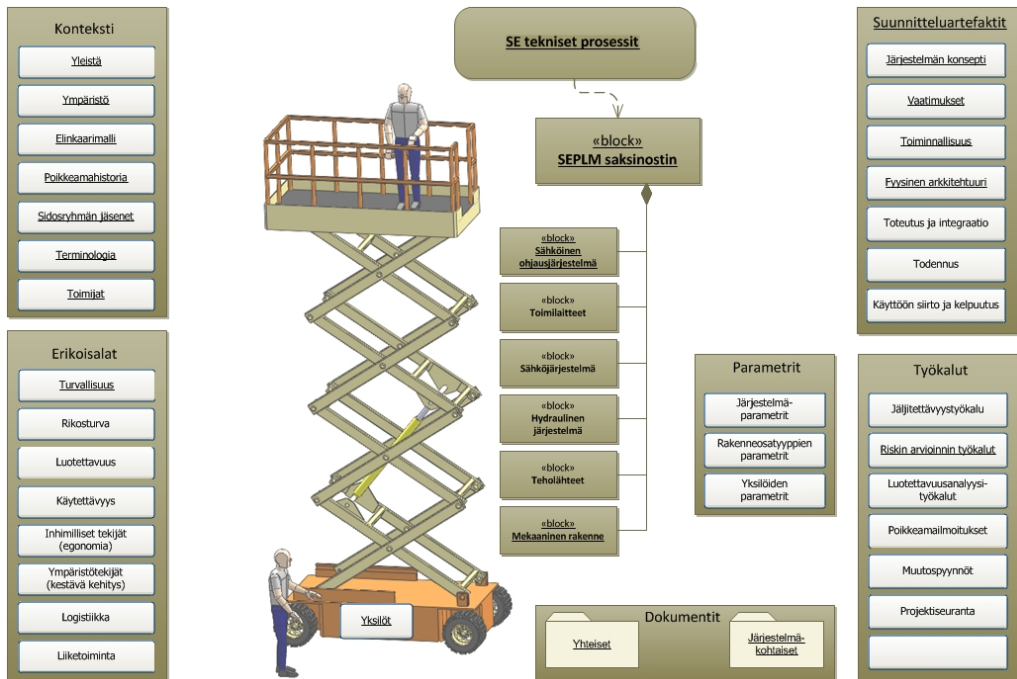 Konteksti
Yleistä
Ympäristö
Elinkaarimalli
Poikkeamahistoria
Sidosryhmän jäsenet
Terminologia
Toimijat
Erikoisalat
Turvallisuus
Rikosturva
Luotettavuus
Käytettävyys
Inhimilliset tekijät
(egonomia)
Ympäristötekijät
(kestävä kehitys)
Logistiikka
Liiketoiminta
Yksilöt
SE tekniset prosessit
«block»
SEPLM saksinostin
«block»
Sähköinen
ohjausjärjestelmä
«block»
Toimilaitteet
«block»
Sähköjärjestelmä
«block»
Hydraulinen
järjestelmä
«block»
Teholähteet
«block»
Mekaaninen rakenne
Parametrit
Järjestelmä-
parametrit
Rakenneosatyyppien
parametrit
Yksilöiden
parametrit
Dokumentit
Yhteiset
Järjestelmä-
kohtaiset
Suunnitteluartefaktit
Järjestelmän konsepti
Vaatimukset
Toiminnallisuus
Fyysinen arkkitehtuuri
Toteutus ja integraatio
Todennus
Käyttöön siirto ja kelpuutus
Työkalut
Jäljitettävyystyökalu
Riskin arvioinnin työkalut
Luotettavuusanalyysi-
työkalut
Poikkeamailmoitukset
Muutospyynnöt
Projektiseuranta